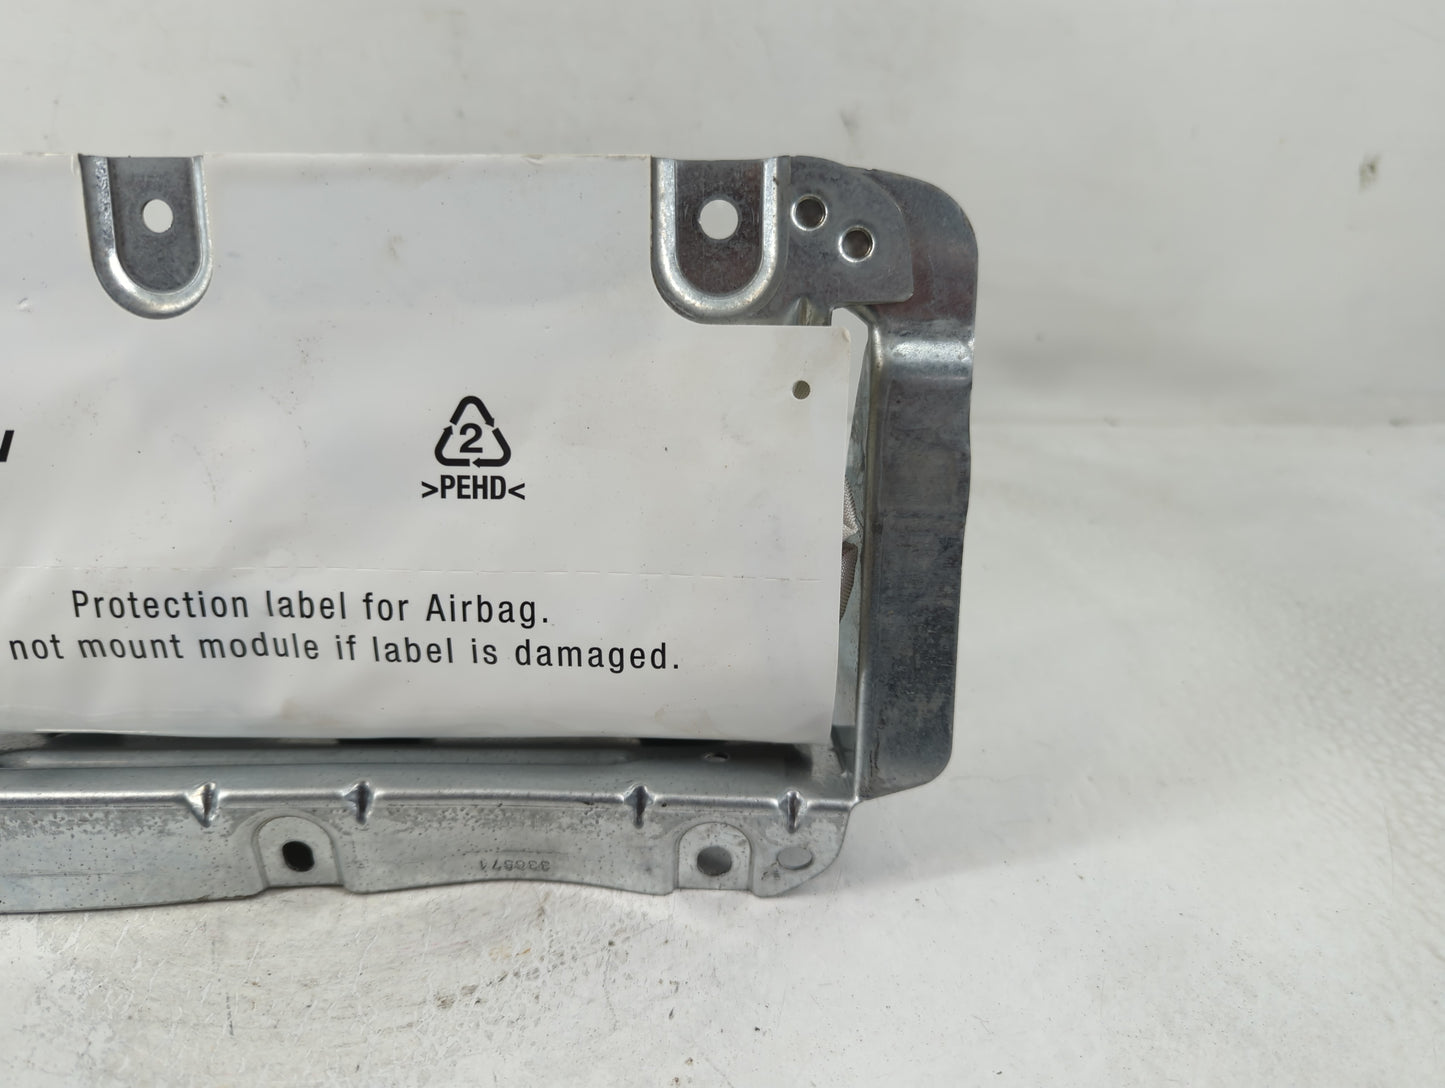 2
>PEHD<
Protection label for Airbag.
not mount module if label is damaged.